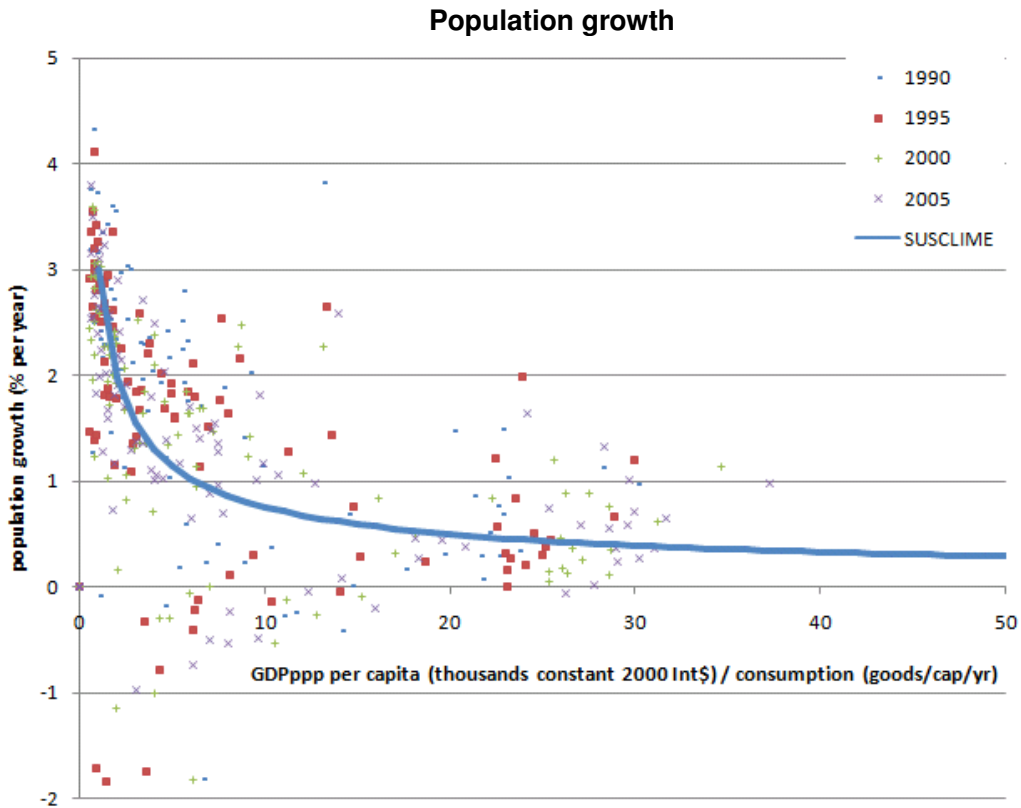 Population growth
5
4
3
2
1
0
-1
-2
population growth (% per year)
1990
1995
2000
2005
SUSCLIME
0 10 20 30 40 50
GDPppp per capita (thousands constant 2000 Int$) / consumption (goods/cap/yr)